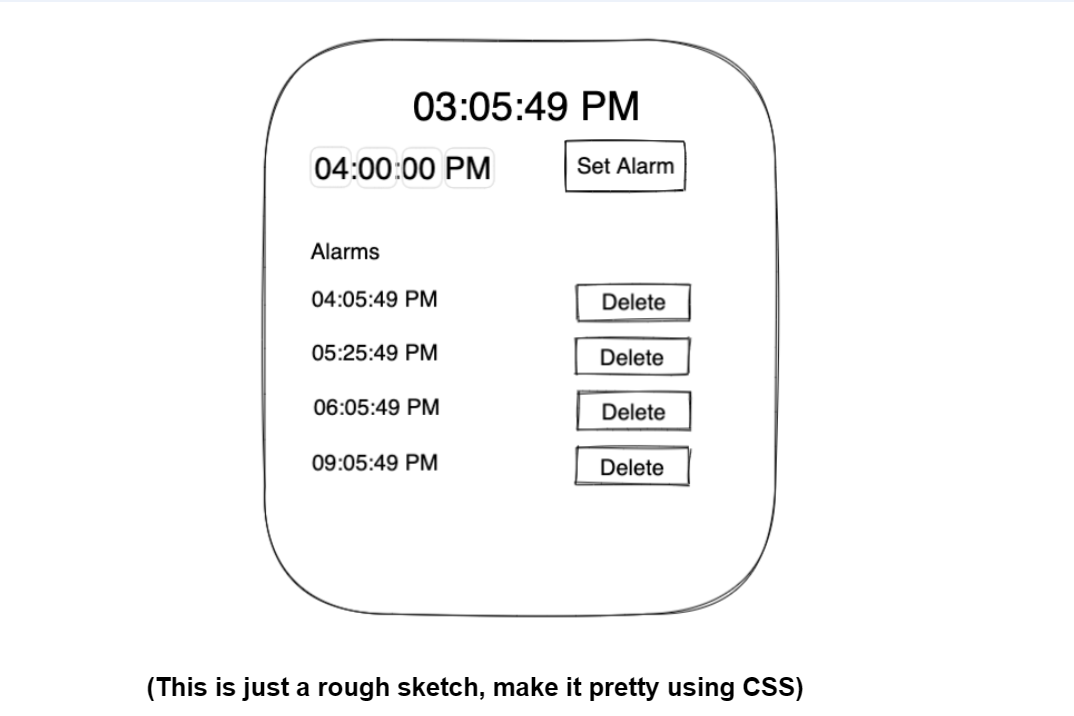 03:05:49 PM
04:00:00 PM Set Alarm
Alarms
04:05:49 PM Delete
05:25:49 PM Delete
06:05:49 PM Delete
09:05:49 PM Delete
(This is just a rough sketch, make it pretty using CSS)